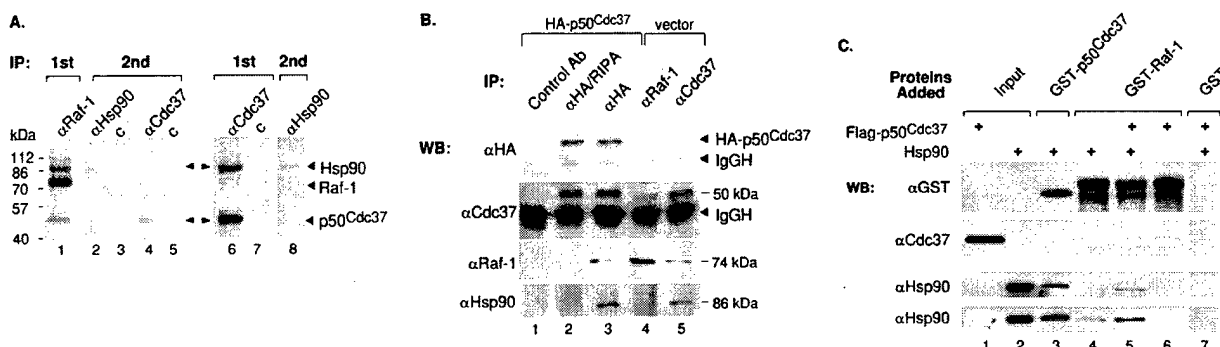 A.
IP: 1st 2nd 1st 2nd
αRaf-1 αHsp90 c αCdc37 c αCdc37 c αHsp90
kDa
112
86
70
57
40
Hsp90
Raf-1
p50Cdc37
1 2 3 4 5 6 7 8
B.
HA-p50Cdc37 vector
IP: Control Ab αHA/RIPA αHA αRaf-1 αCdc37
WB: αHA
HA-p50Cdc37
IgGH
αCdc37
50 kDa
IgGH
αRaf-1 74 kDa
αHsp90 86 kDa
1 2 3 4 5
C.
Proteins Added
Input GST-p50Cdc37 GST-Raf-1 GST
Flag-p50Cdc37 + + + +
Hsp90 + + + + +
WB: αGST
αCdc37
αHsp90
αHsp90
1 2 3 4 5 6 7